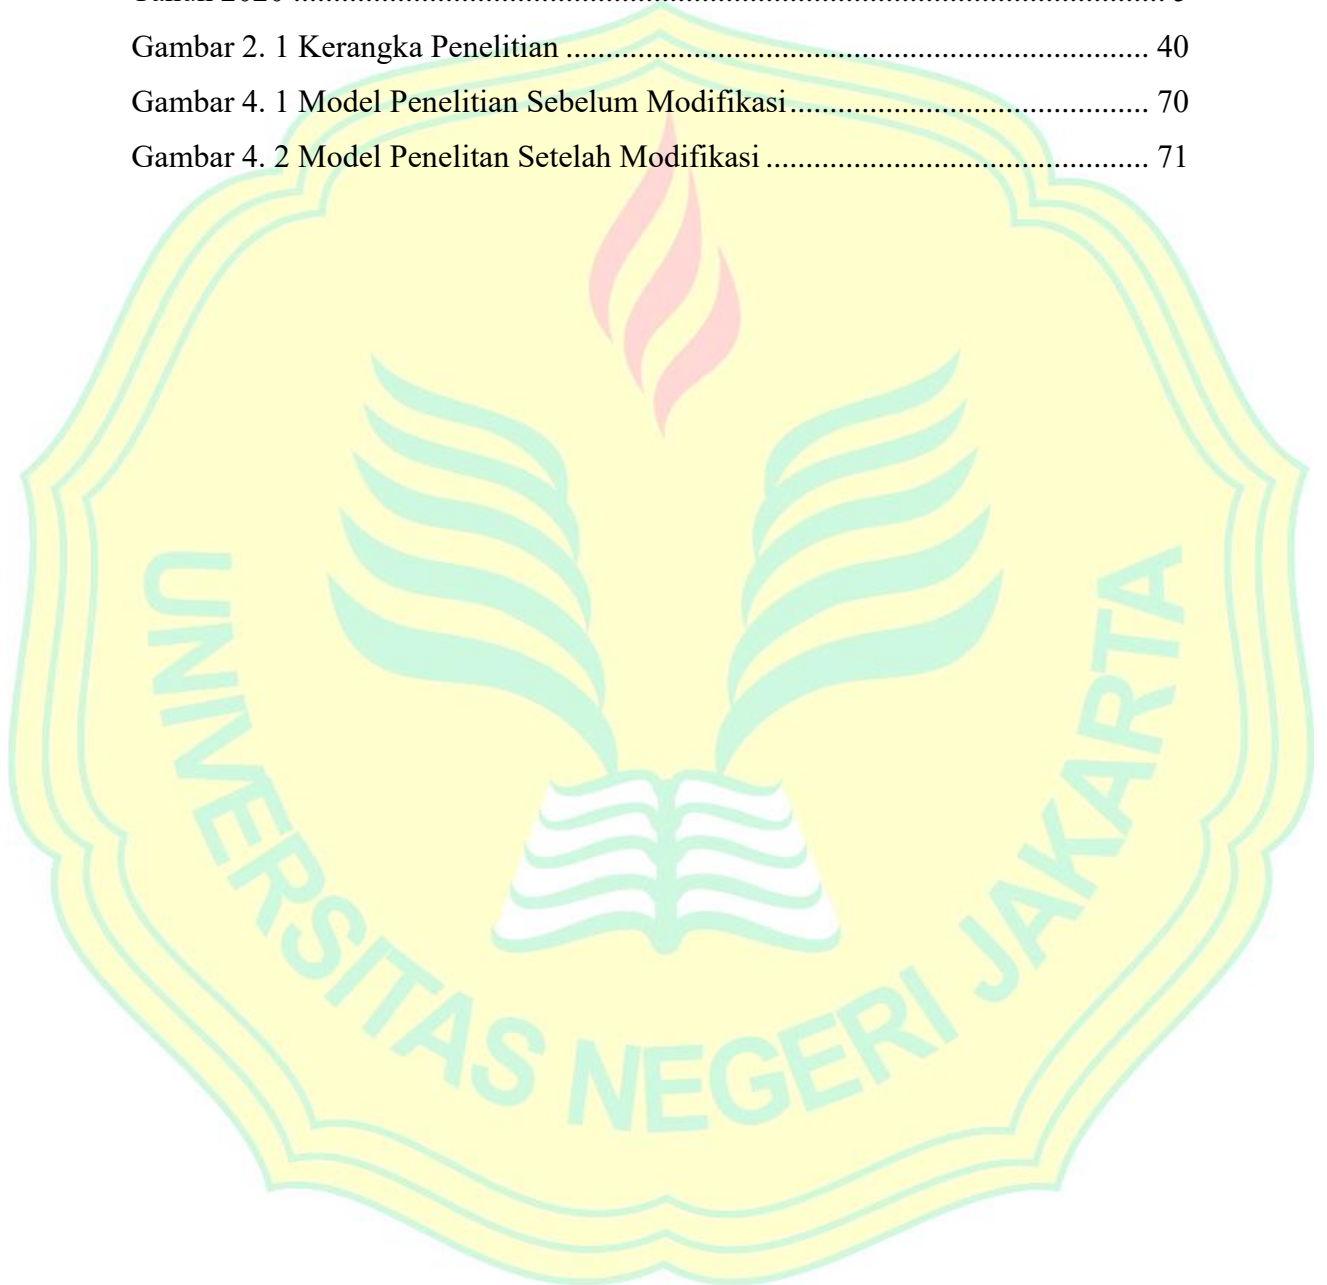 Gambar 2. 1 Kerangka Penelitian ........................................................................... 40
Gambar 4. 1 Model Penelitian Sebelum Modifikasi .............................................. 70
Gambar 4. 2 Model Penelitan Setelah Modifikasi ................................................. 71
UNIVERSITAS NEGERI JAKARTA